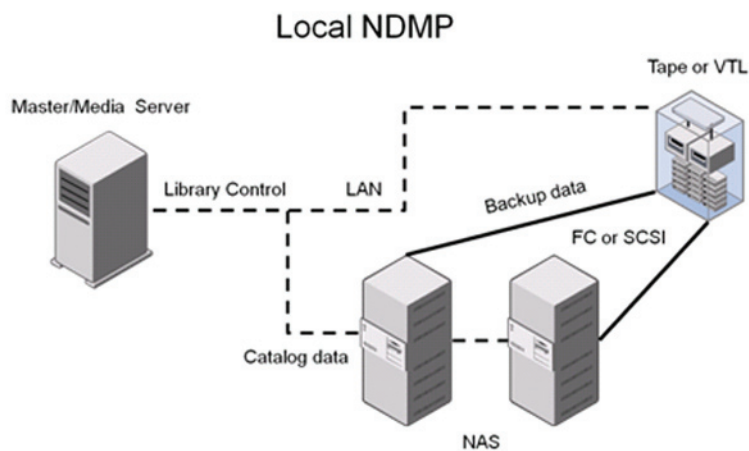 Local NDMP
Tape or VTL
Master/Media Server
Library Control
LAN
Backup data
FC or SCSI
Catalog data
NAS